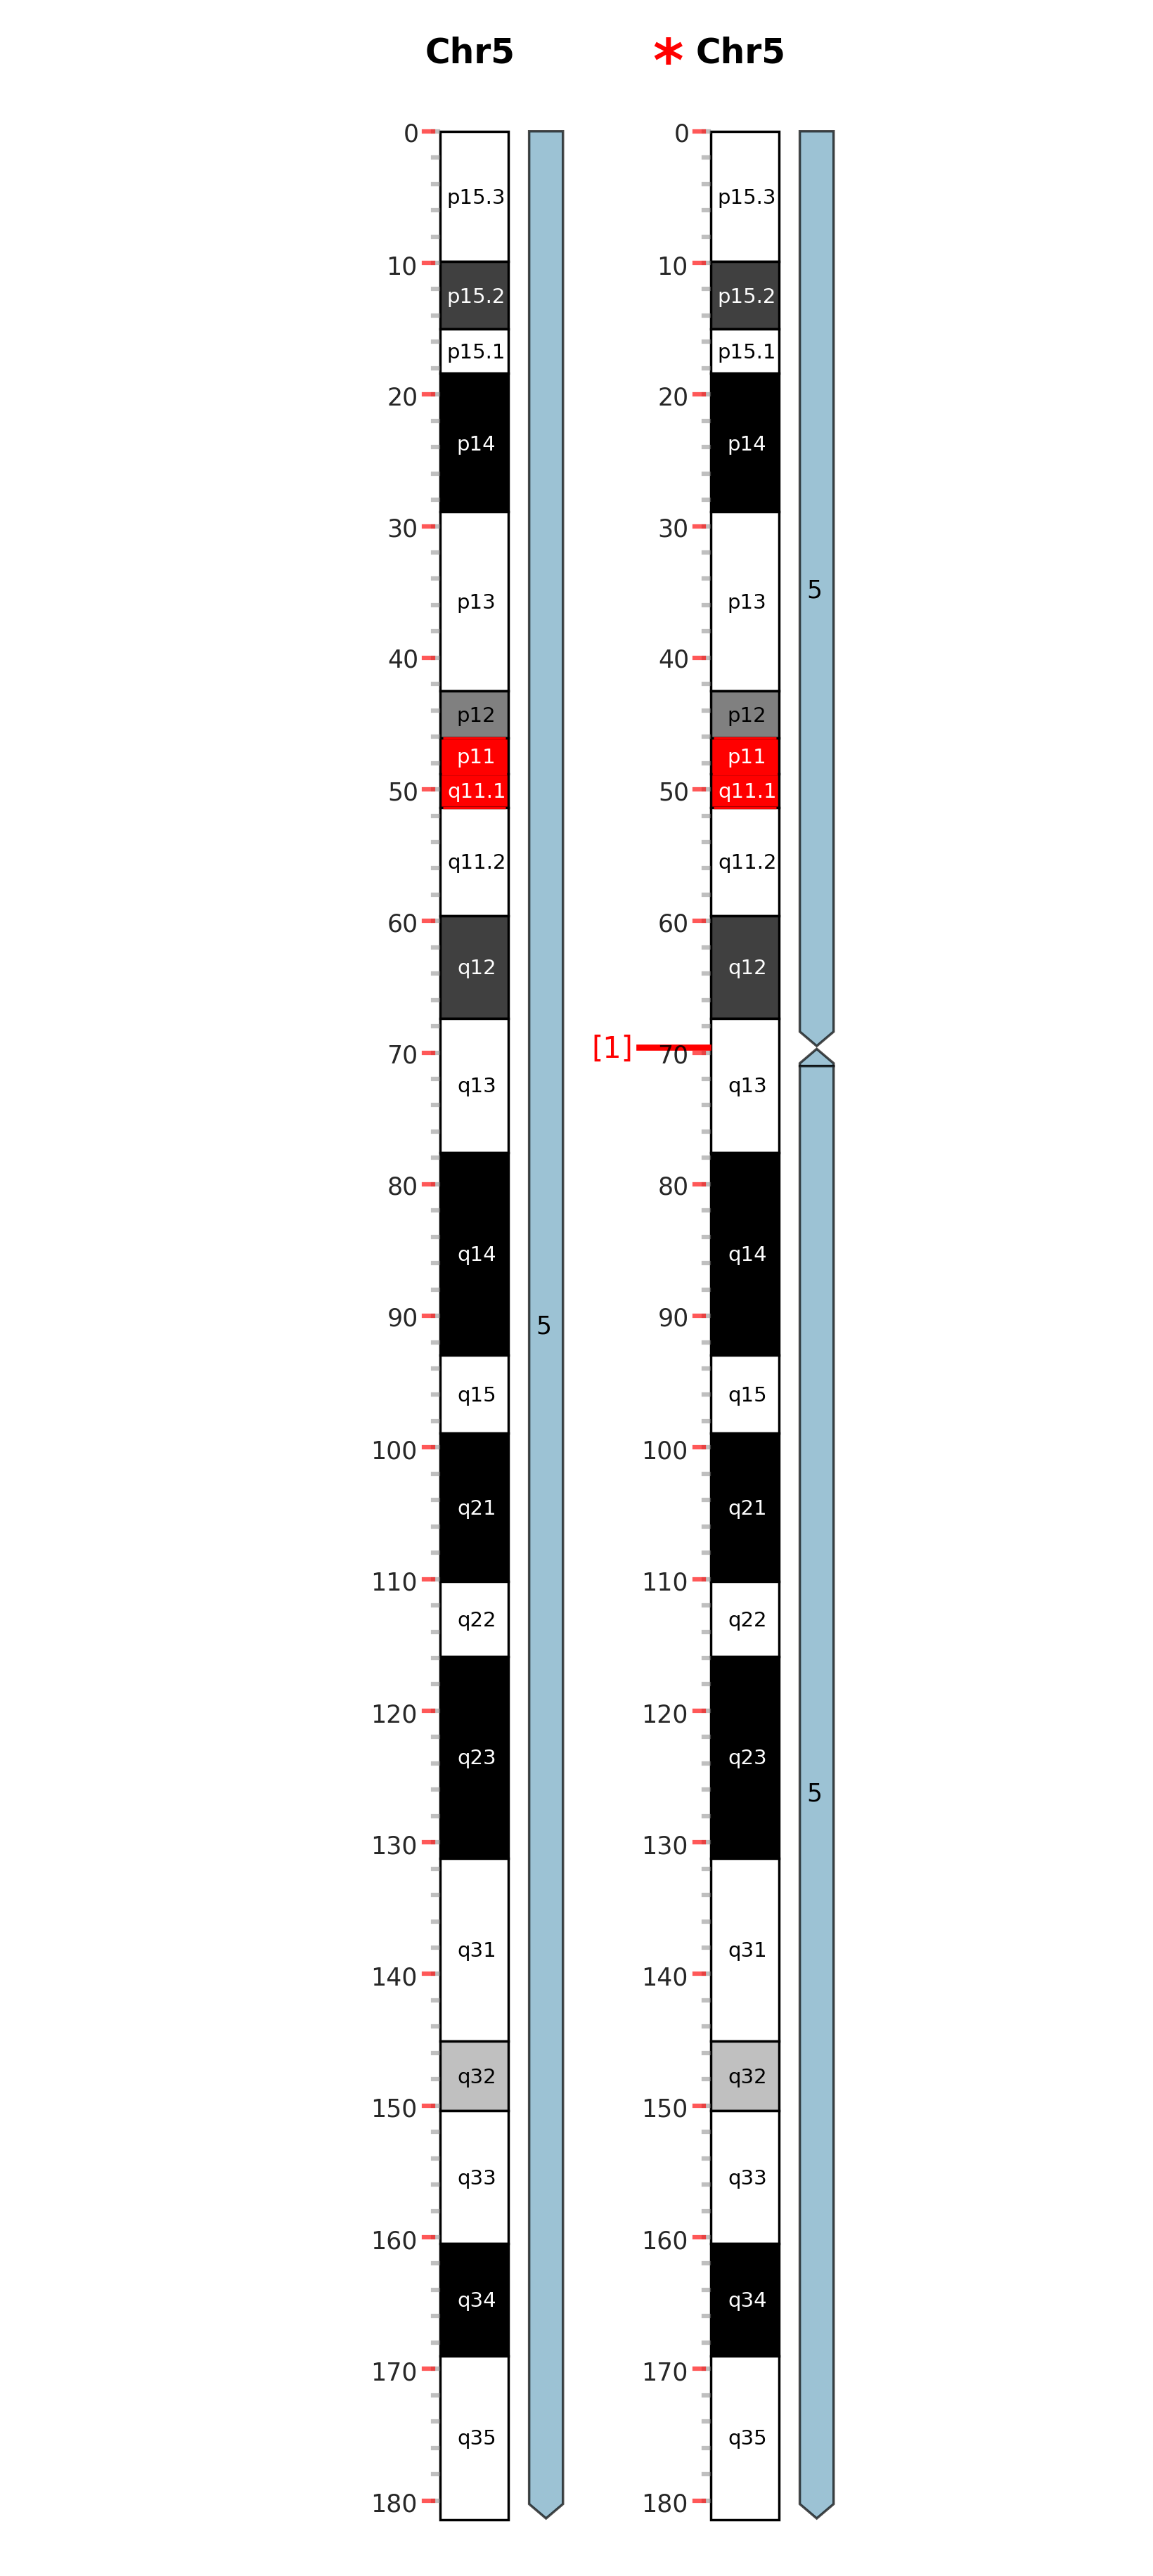 Chr5
* Chr5
0
p15.3
10
p15.2
p15.1
20
p14
30
p13
40
p12
p11
50
q11.1
q11.2
60
q12
70
q13
80
q14
90
5
q15
100
q21
110
q22
120
q23
130
q31
140
q32
150
q33
160
q34
170
q35
180
0
p15.3
10
p15.2
p15.1
20
p14
30
5
p13
40
p12
p11
50
q11.1
q11.2
60
q12
[1]
70
q13
80
q14
90
q15
100
q21
110
q22
120
q23
5
130
q31
140
q32
150
q33
160
q34
170
q35
180